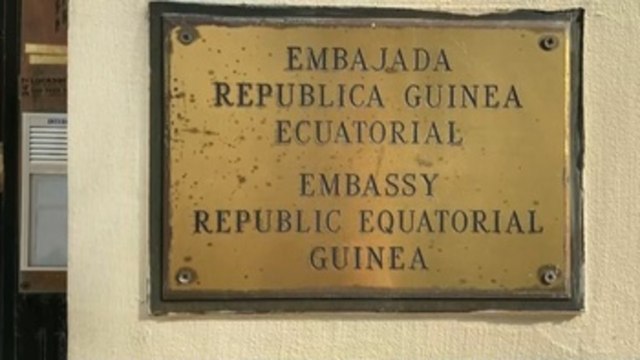 EMBAJADA
REPUBLICA GUINEA
ECUATORIAL
EMBASSY
REPUBLIC EQUATORIAL
GUINEA